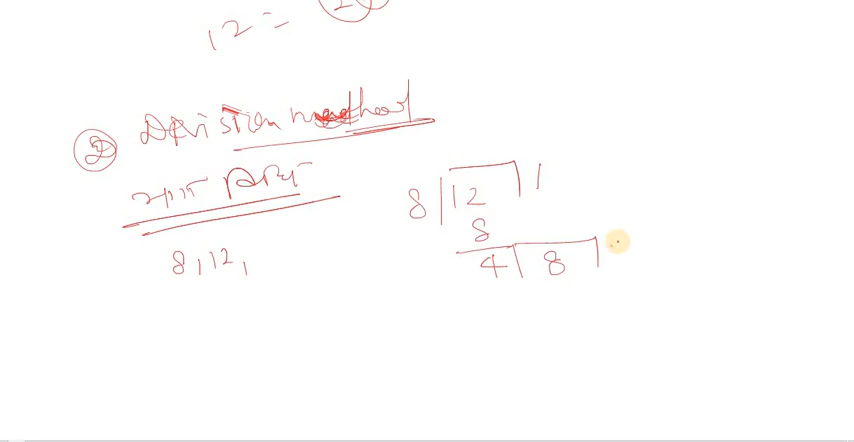 12 =
② Division method
8, 12,
8 | 12 | 1
8
4 | 8 |